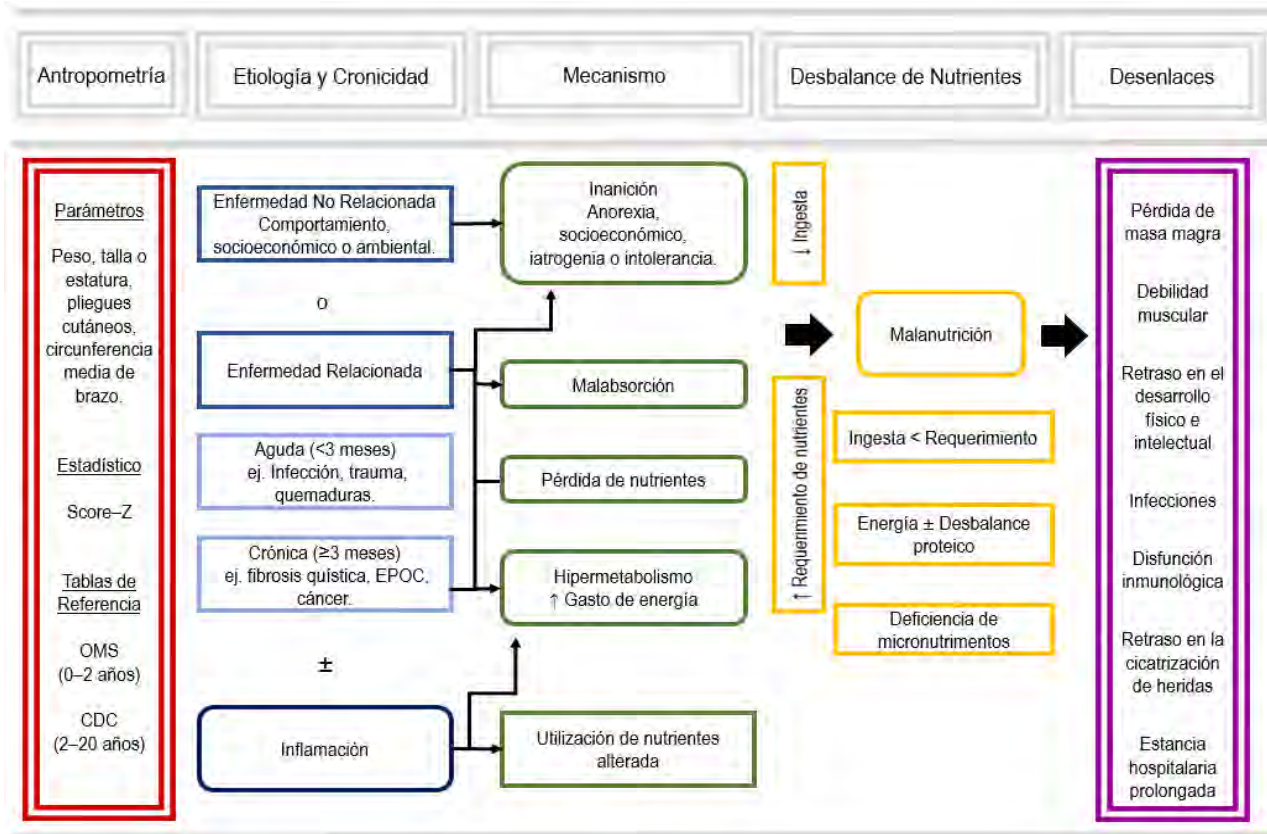 Antropometría
Etiología y Cronicidad
Mecanismo
Desbalance de Nutrientes
Desenlaces
Parámetros
Peso, talla o
estatura,
pliegues
cutáneos,
circunferencia
media de
brazo.
Estadístico
Score–Z
Tablas de
Referencia
OMS
(0–2 años)
CDC
(2–20 años)
Enfermedad No Relacionada
Comportamiento,
socioeconómico o ambiental.
o
Enfermedad Relacionada
Aguda (<3 meses)
ej. Infección, trauma,
quemaduras.
Crónica (≥3 meses)
ej. fibrosis quística, EPOC,
cáncer.
±
Inflamación
Inanición
Anorexia,
socioeconómico,
iatrogenia o intolerancia.
Malabsorción
Pérdida de nutrientes
Hipermetabolismo
↑ Gasto de energía
Utilización de nutrientes
alterada
↓ Ingesta
↑ Requerimiento de nutrientes
Malanutrición
Ingesta < Requerimiento
Energía ± Desbalance
proteico
Deficiencia de
micronutrimentos
Pérdida de
masa magra
Debilidad
muscular
Retraso en el
desarrollo
físico e
intelectual
Infecciones
Disfunción
inmunológica
Retraso en la
cicatrización
de heridas
Estancia
hospitalaria
prolongada